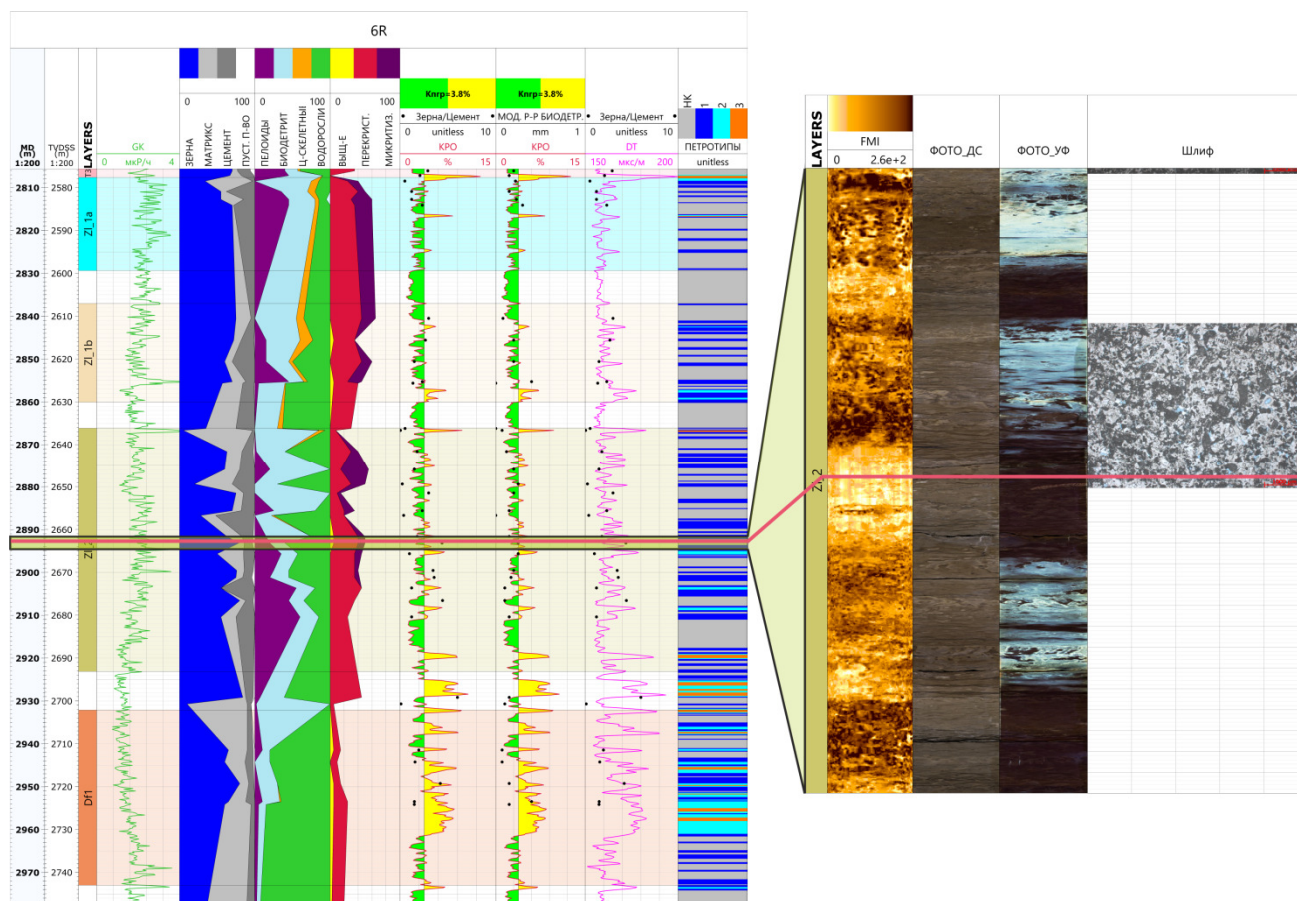 6R
MD
(m)
1:200
TVDSS
(m)
1:200
LAYERS
ГК
0 мкР/ч 4
0 100
ЗЕРНА
МАТРИКС
ЦЕМЕНТ
ПУСТ. П-ВО
0 100
ПЕЛОИДЫ
БИОДЕТРИТ
Ц-СКЕЛЕТНЫ
ВОДОРОСЛИ
0 100
ВЫЩ-Е
ПЕРЕКРИСТ.
МИКРИТИЗ.
Кпгр=3.8%
Зерна/Цемент
0 unitless 10
КРО
0 % 15
Кпгр=3.8%
МОД. Р-Р БИОДЕТР.
0 mm 1
КРО
0 % 15
Зерна/Цемент
0 unitless 10
DT
150 мкс/м 200
НК
1
2
3
ПЕТРОТИПЫ
unitless
2810
2820
2830
2840
2850
2860
2870
2880
2890
2900
2910
2920
2930
2940
2950
2960
2970
2580
2590
2600
2610
2620
2630
2640
2650
2660
2670
2680
2690
2700
2710
2720
2730
2740
Zl_1a
Zl_1b
Df1
LAYERS
FMI
0 2.6e+2
ФОТО_ДС
ФОТО_УФ
Шлиф